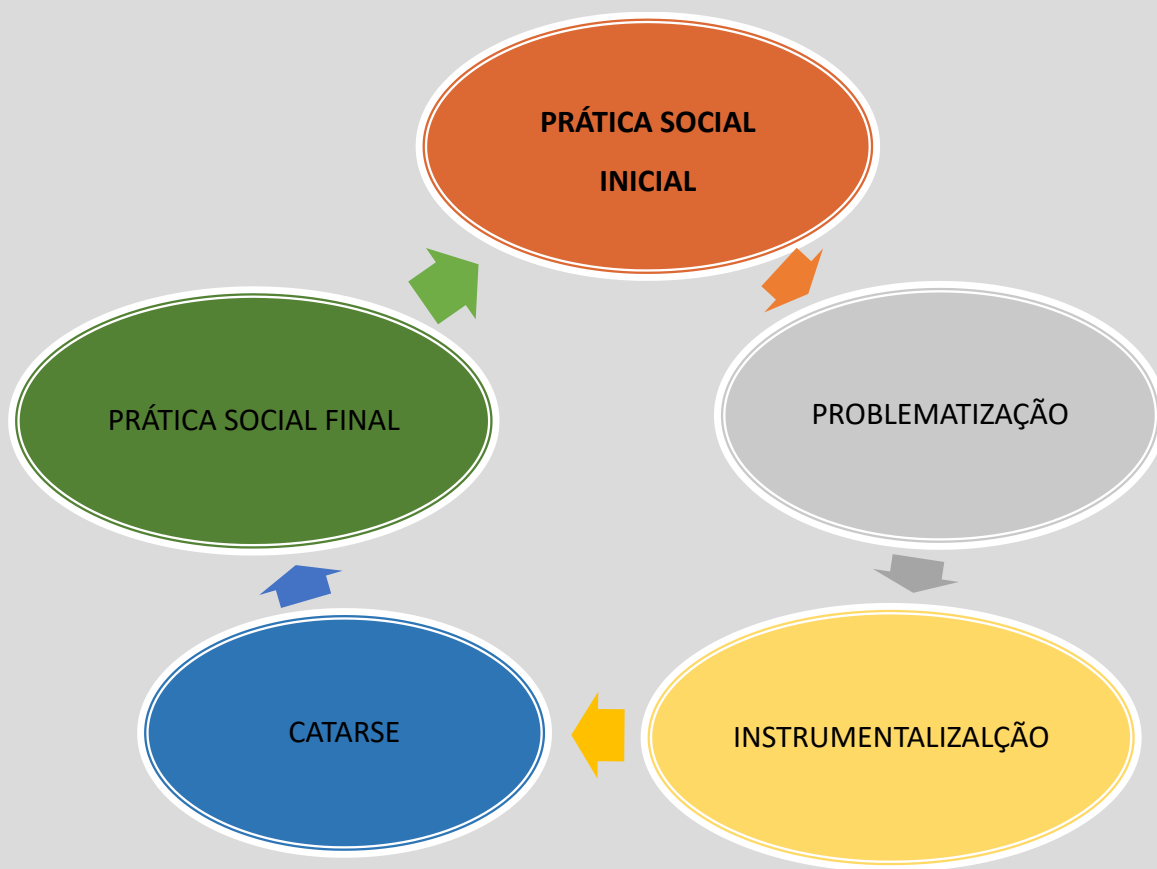 PRÁTICA SOCIAL
INICIAL
PROBLEMATIZAÇÃO
INSTRUMENTALIZALÇÃO
CATARSE
PRÁTICA SOCIAL FINAL